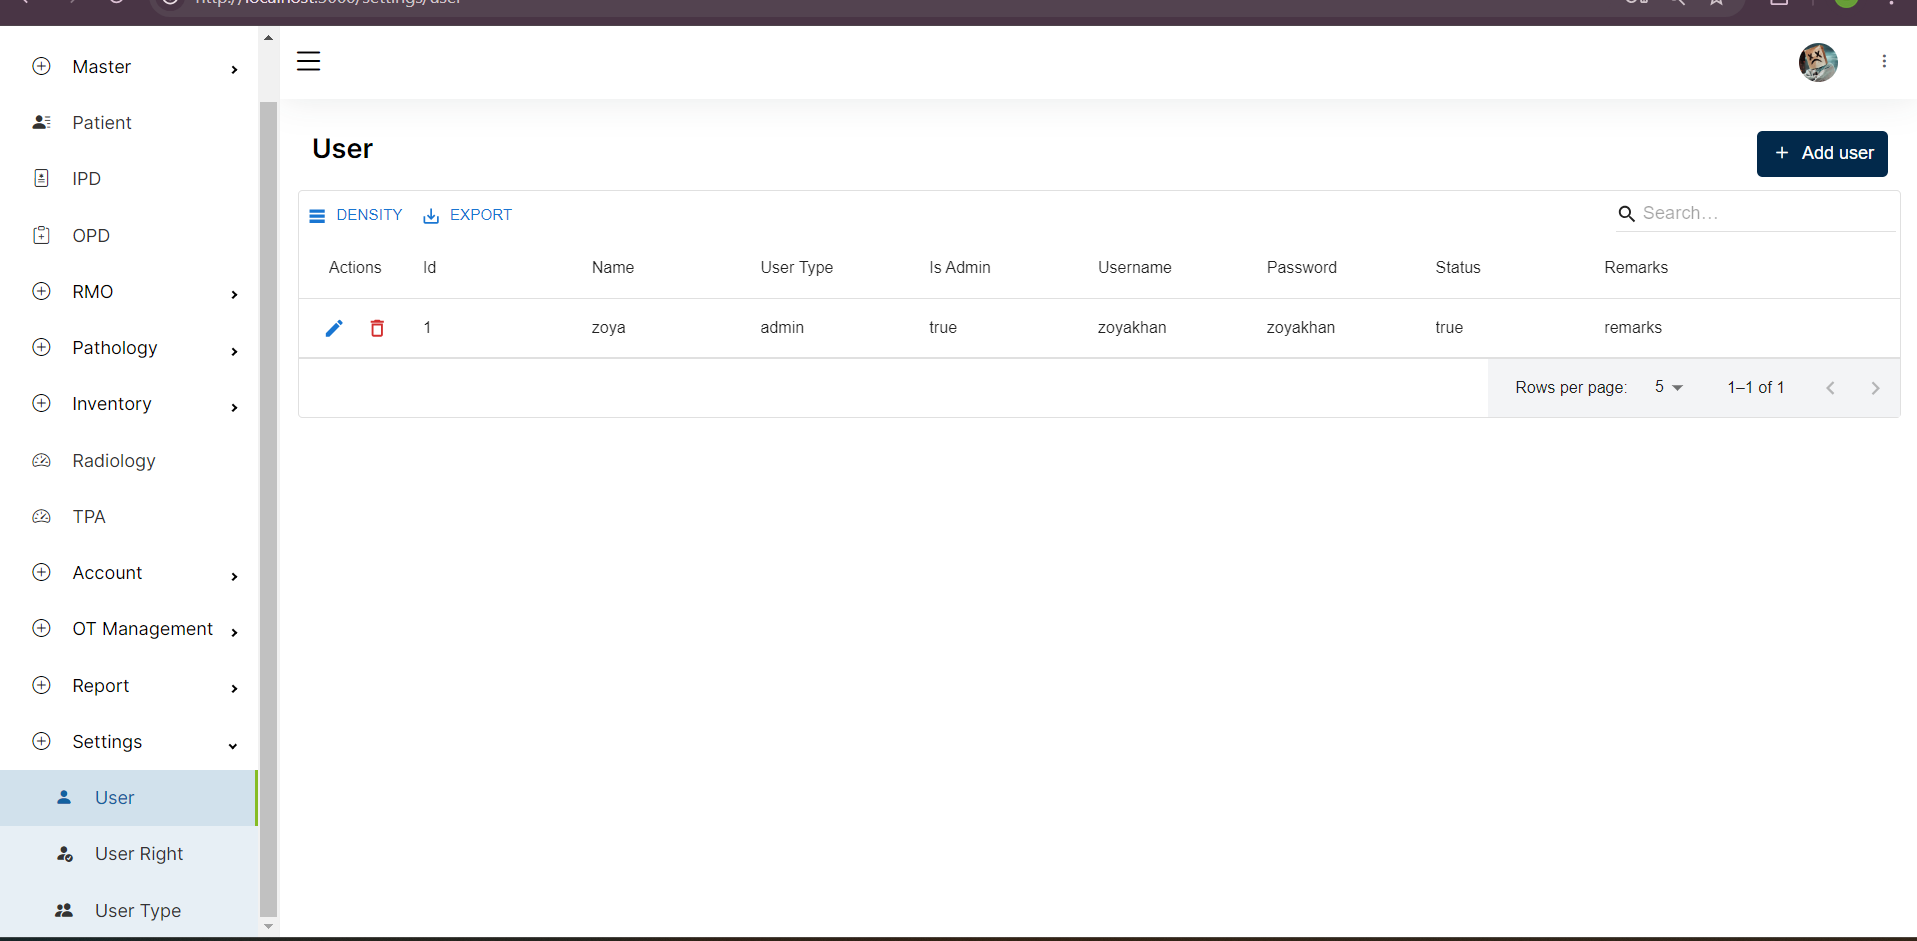 http://localhost:3000/settings/user
Master
Patient
IPD
OPD
RMO
Pathology
Inventory
Radiology
TPA
Account
OT Management
Report
Settings
User
User Right
User Type
User
+ Add user
DENSITY EXPORT
Search…
Actions Id Name User Type Is Admin Username Password Status Remarks
1 zoya admin true zoyakhan zoyakhan true remarks
Rows per page: 5 1–1 of 1